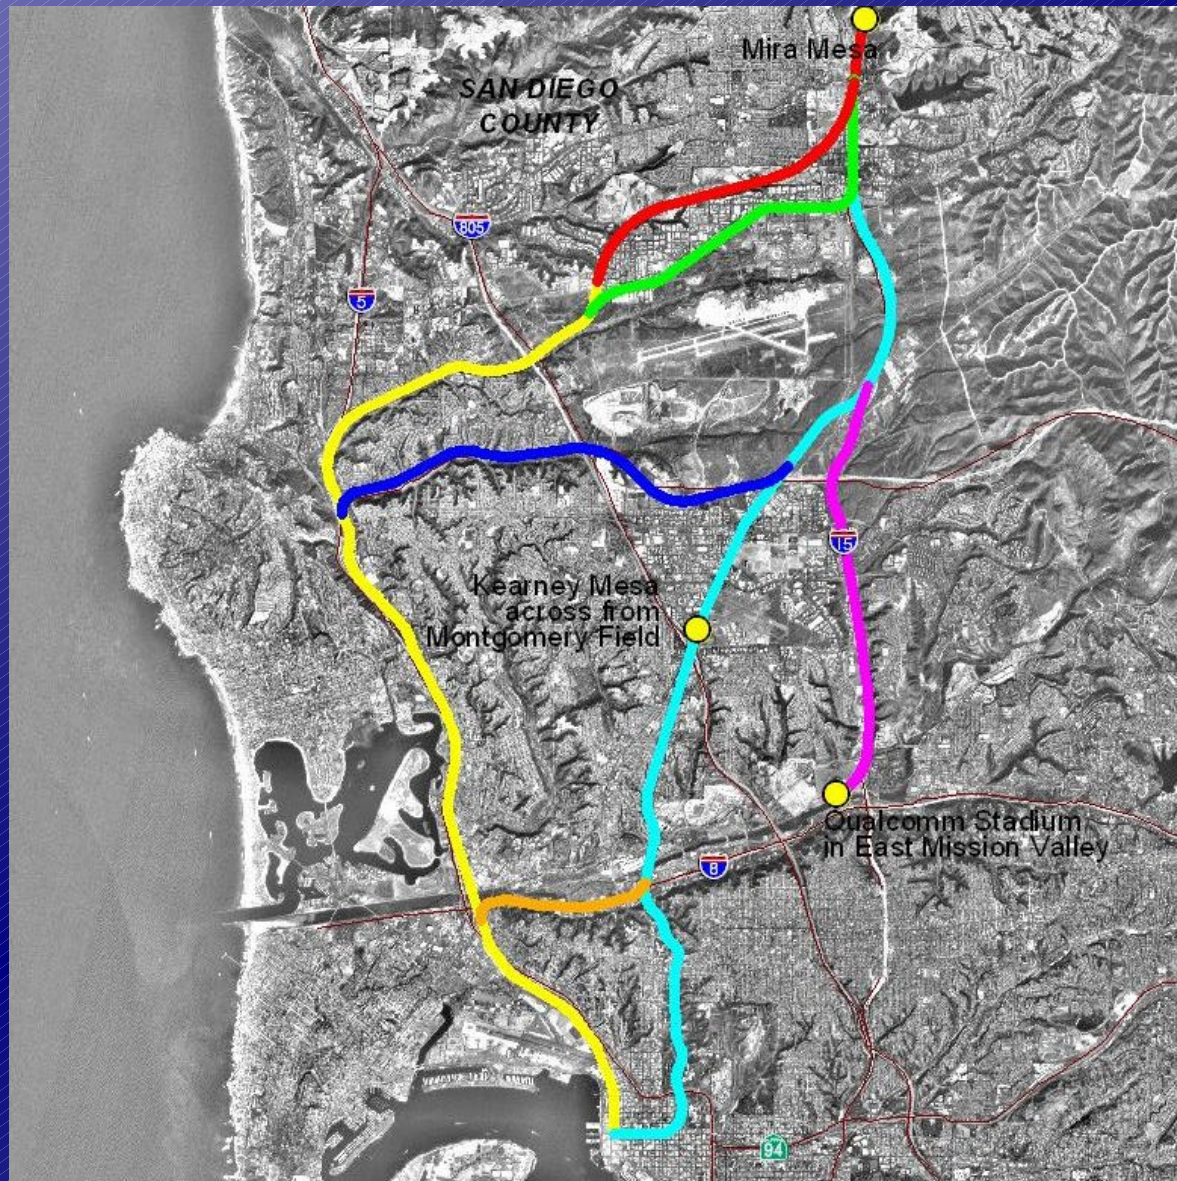 Mira Mesa
SAN DIEGO
COUNTY
805
5
15
Kearney Mesa
across from
Montgomery Field
Qualcomm Stadium
in East Mission Valley
8
94